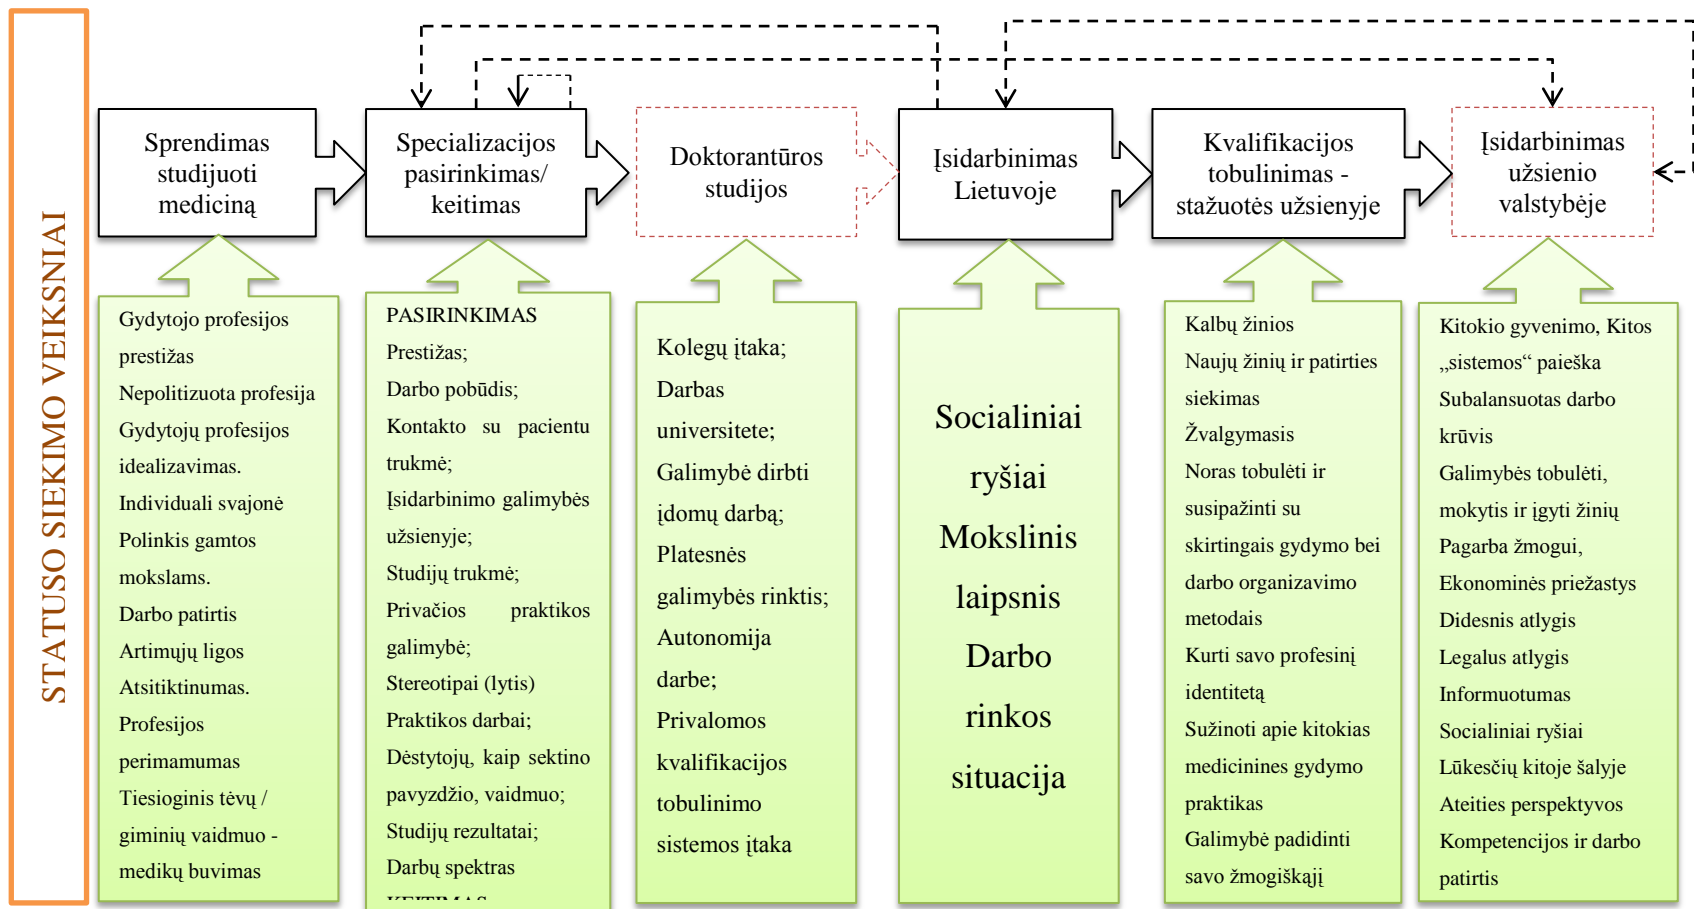 STATUSO SIEKIMO VEIKSNIAI
Sprendimas
studijuoti
mediciną
Specializacijos
pasirinkimas/
keitimas
Doktorantūros
studijos
Įsidarbinimas
Lietuvoje
Kvalifikacijos
tobulinimas -
stažuotės užsienyje
Įsidarbinimas
užsienio
valstybėje
Gydytojo profesijos
prestižas
Nepolitizuota profesija
Gydytojų profesijos
idealizavimas.
Individuali svajonė
Polinkis gamtos
mokslams.
Darbo patirtis
Artimųjų ligos
Atsitiktinumas.
Profesijos
perimamumas
Tiesioginis tėvų /
giminių vaidmuo -
medikų buvimas
PASIRINKIMAS
Prestižas;
Darbo pobūdis;
Kontakto su pacientu
trukmė;
Įsidarbinimo galimybės
užsienyje;
Studijų trukmė;
Privačios praktikos
galimybė;
Stereotipai (lytis)
Praktikos darbai;
Dėstytojų, kaip sektino
pavyzdžio, vaidmuo;
Studijų rezultatai;
Darbų spektras
KEITIMAS
Kolegų įtaka;
Darbas
universitete;
Galimybė dirbti
įdomų darbą;
Platesnės
galimybės rinktis;
Autonomija
darbe;
Privalomos
kvalifikacijos
tobulinimo
sistemos įtaka
Socialiniai
ryšiai
Mokslinis
laipsnis
Darbo
rinkos
situacija
Kalbų žinios
Naujų žinių ir patirties
siekimas
Žvalgymasis
Noras tobulėti ir
susipažinti su
skirtingais gydymo bei
darbo organizavimo
metodais
Kurti savo profesinį
identitetą
Sužinoti apie kitokias
medicinines gydymo
praktikas
Galimybė padidinti
savo žmogiškąjį
Kitokio gyvenimo, Kitos
„sistemos“ paieška
Subalansuotas darbo
krūvis
Galimybės tobulėti,
mokytis ir įgyti žinių
Pagarba žmogui,
Ekonominės priežastys
Didesnis atlygis
Legalus atlygis
Informuotumas
Socialiniai ryšiai
Lūkesčių kitoje šalyje
Ateities perspektyvos
Kompetencijos ir darbo
patirtis